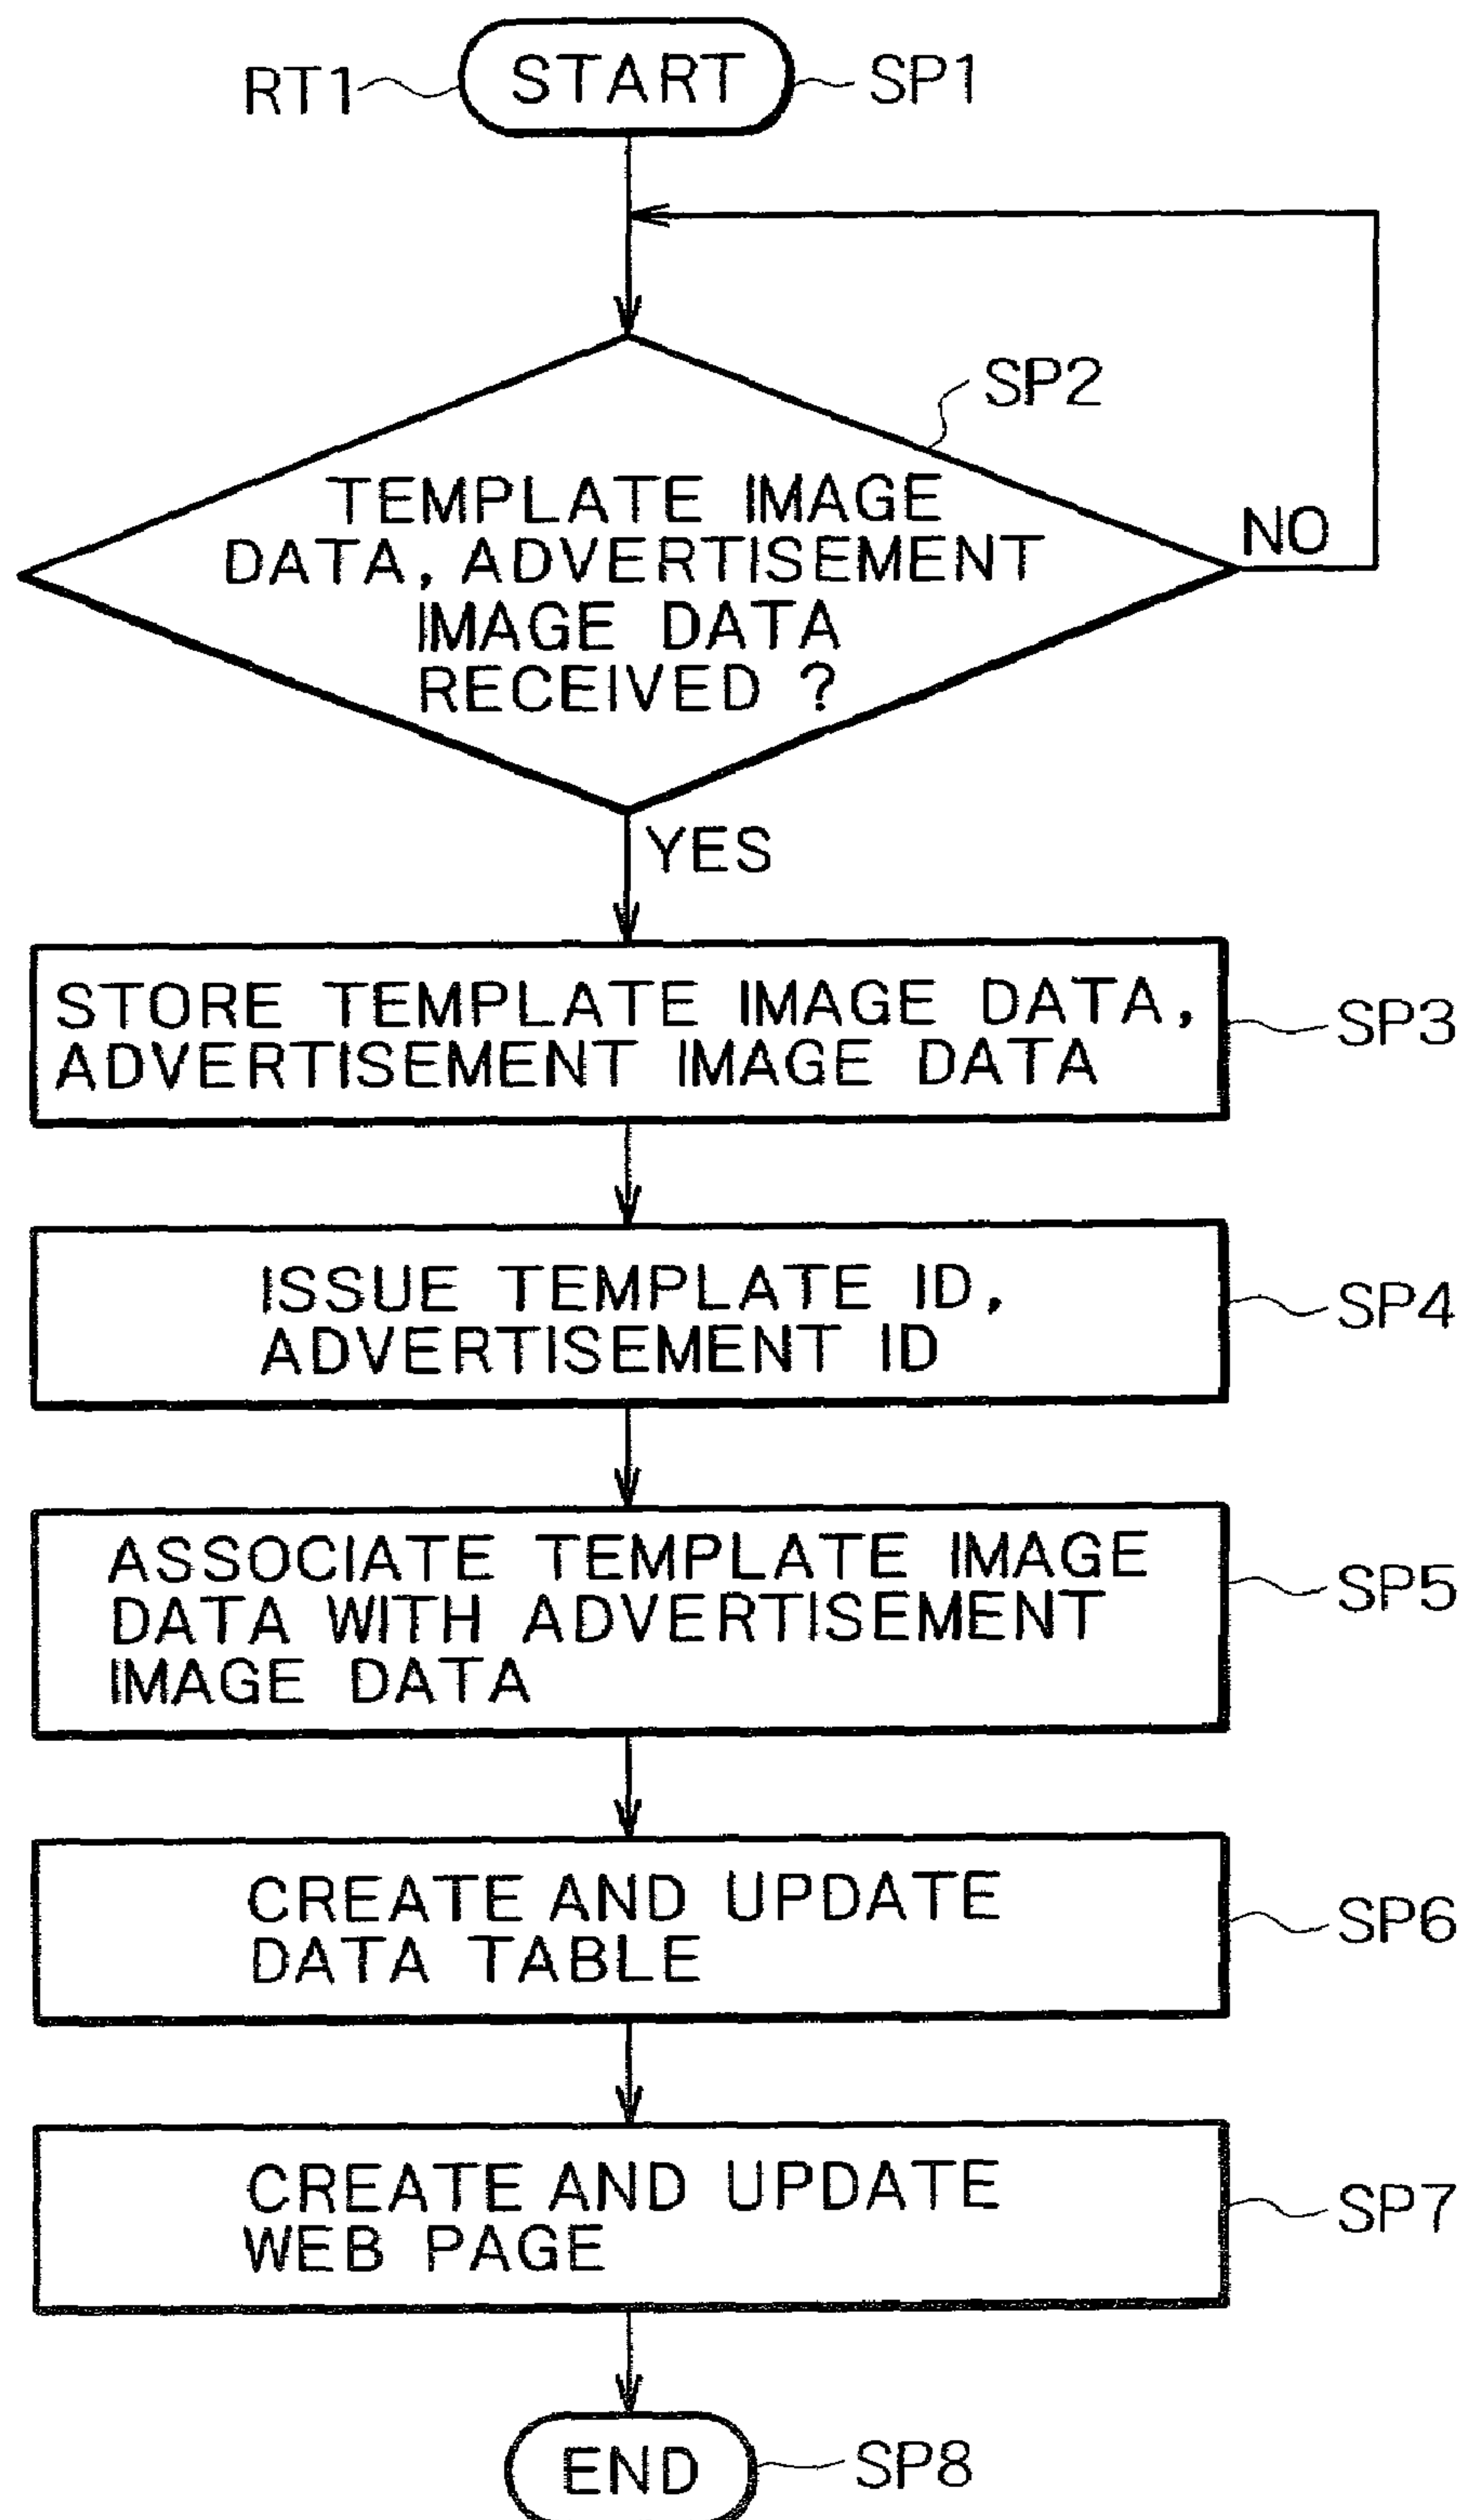 RT1
START
SP1
SP2
TEMPLATE IMAGE
DATA, ADVERTISEMENT
IMAGE DATA
RECEIVED ?
NO
YES
STORE TEMPLATE IMAGE DATA,
ADVERTISEMENT IMAGE DATA
SP3
ISSUE TEMPLATE ID,
ADVERTISEMENT ID
SP4
ASSOCIATE TEMPLATE IMAGE
DATA WITH ADVERTISEMENT
IMAGE DATA
SP5
CREATE AND UPDATE
DATA TABLE
SP6
CREATE AND UPDATE
WEB PAGE
SP7
END
SP8